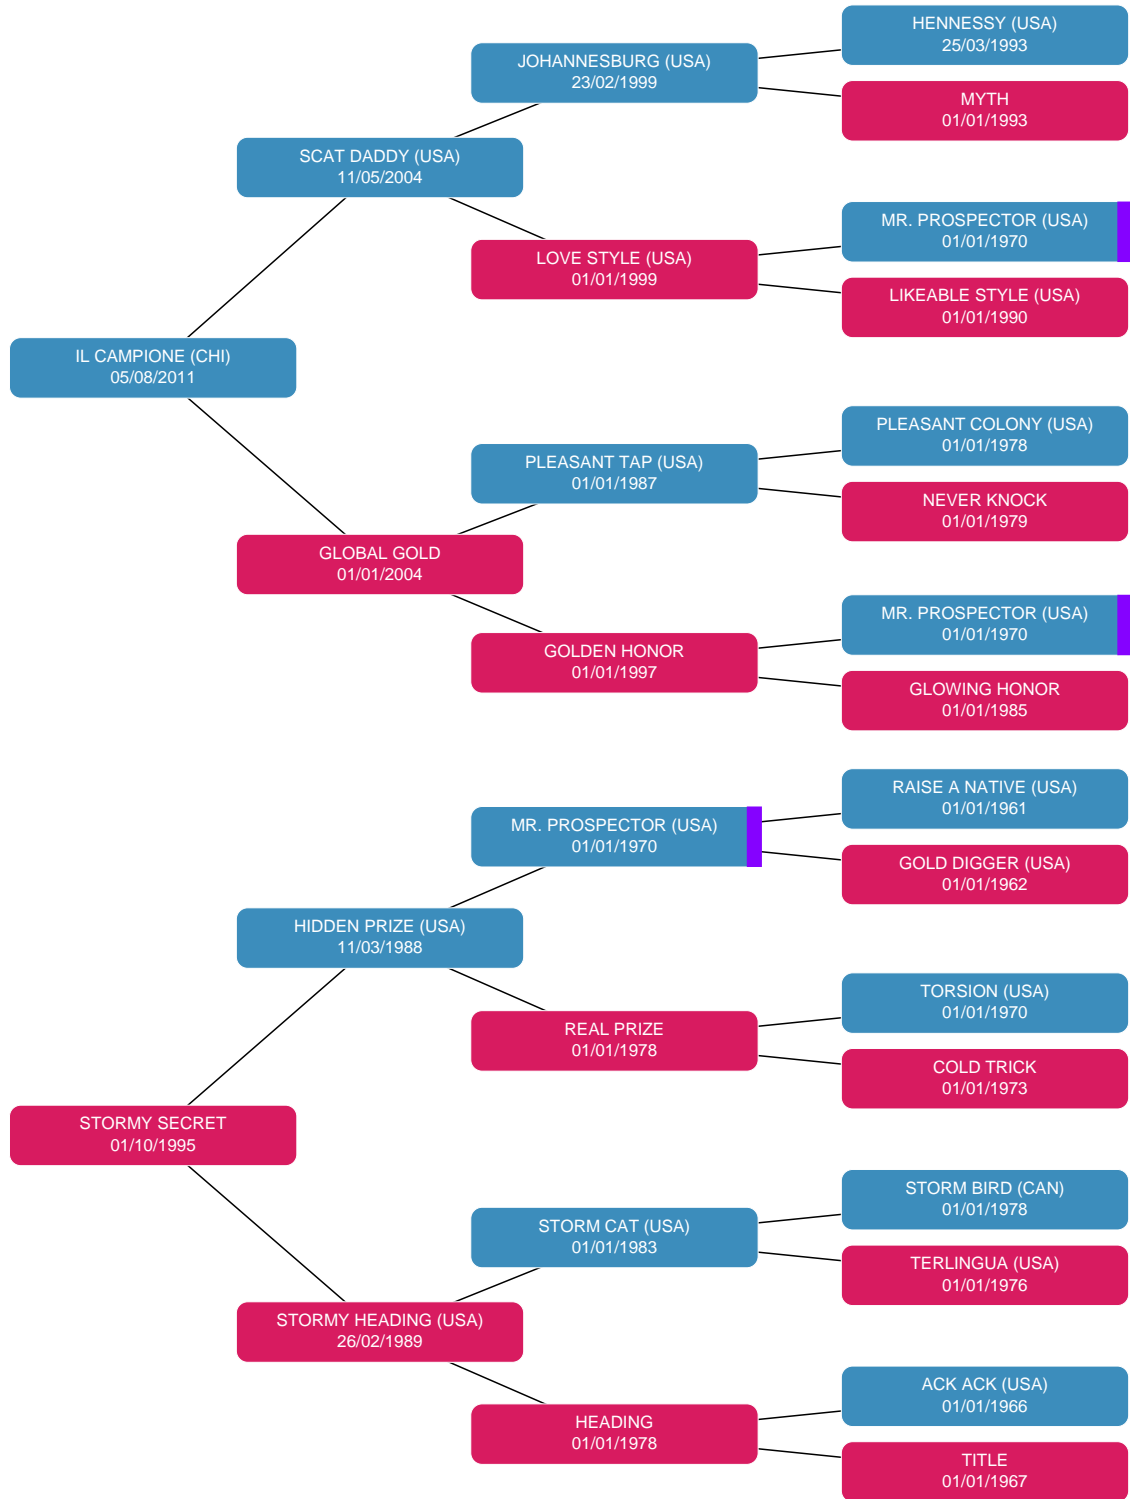 HENNESSY (USA)
25/03/1993
JOHANNESBURG (USA)
23/02/1999
MYTH
01/01/1993
SCAT DADDY (USA)
11/05/2004
MR. PROSPECTOR (USA)
01/01/1970
LOVE STYLE (USA)
01/01/1999
LIKEABLE STYLE (USA)
01/01/1990
IL CAMPIONE (CHI)
05/08/2011
PLEASANT COLONY (USA)
01/01/1978
PLEASANT TAP (USA)
01/01/1987
NEVER KNOCK
01/01/1979
GLOBAL GOLD
01/01/2004
MR. PROSPECTOR (USA)
01/01/1970
GOLDEN HONOR
01/01/1997
GLOWING HONOR
01/01/1985
RAISE A NATIVE (USA)
01/01/1961
MR. PROSPECTOR (USA)
01/01/1970
GOLD DIGGER (USA)
01/01/1962
HIDDEN PRIZE (USA)
11/03/1988
TORSION (USA)
01/01/1970
REAL PRIZE
01/01/1978
COLD TRICK
01/01/1973
STORMY SECRET
01/10/1995
STORM BIRD (CAN)
01/01/1978
STORM CAT (USA)
01/01/1983
TERLINGUA (USA)
01/01/1976
STORMY HEADING (USA)
26/02/1989
ACK ACK (USA)
01/01/1966
HEADING
01/01/1978
TITLE
01/01/1967